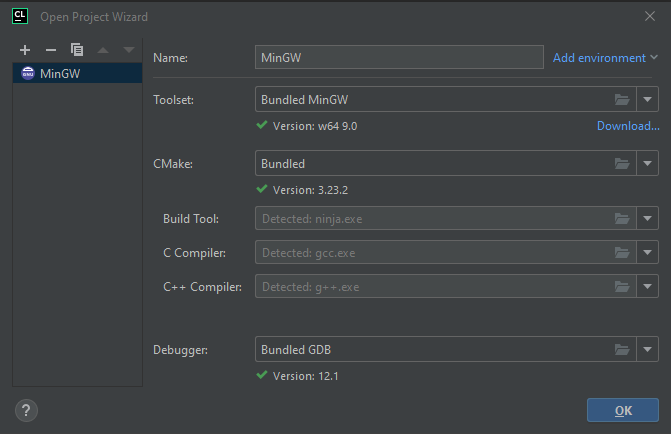 CL Open Project Wizard
MinGW
Name: MinGW Add environment
Toolset: Bundled MinGW
Version: w64 9.0 Download...
CMake: Bundled
Version: 3.23.2
Build Tool: Detected: ninja.exe
C Compiler: Detected: gcc.exe
C++ Compiler: Detected: g++.exe
Debugger: Bundled GDB
Version: 12.1
? OK